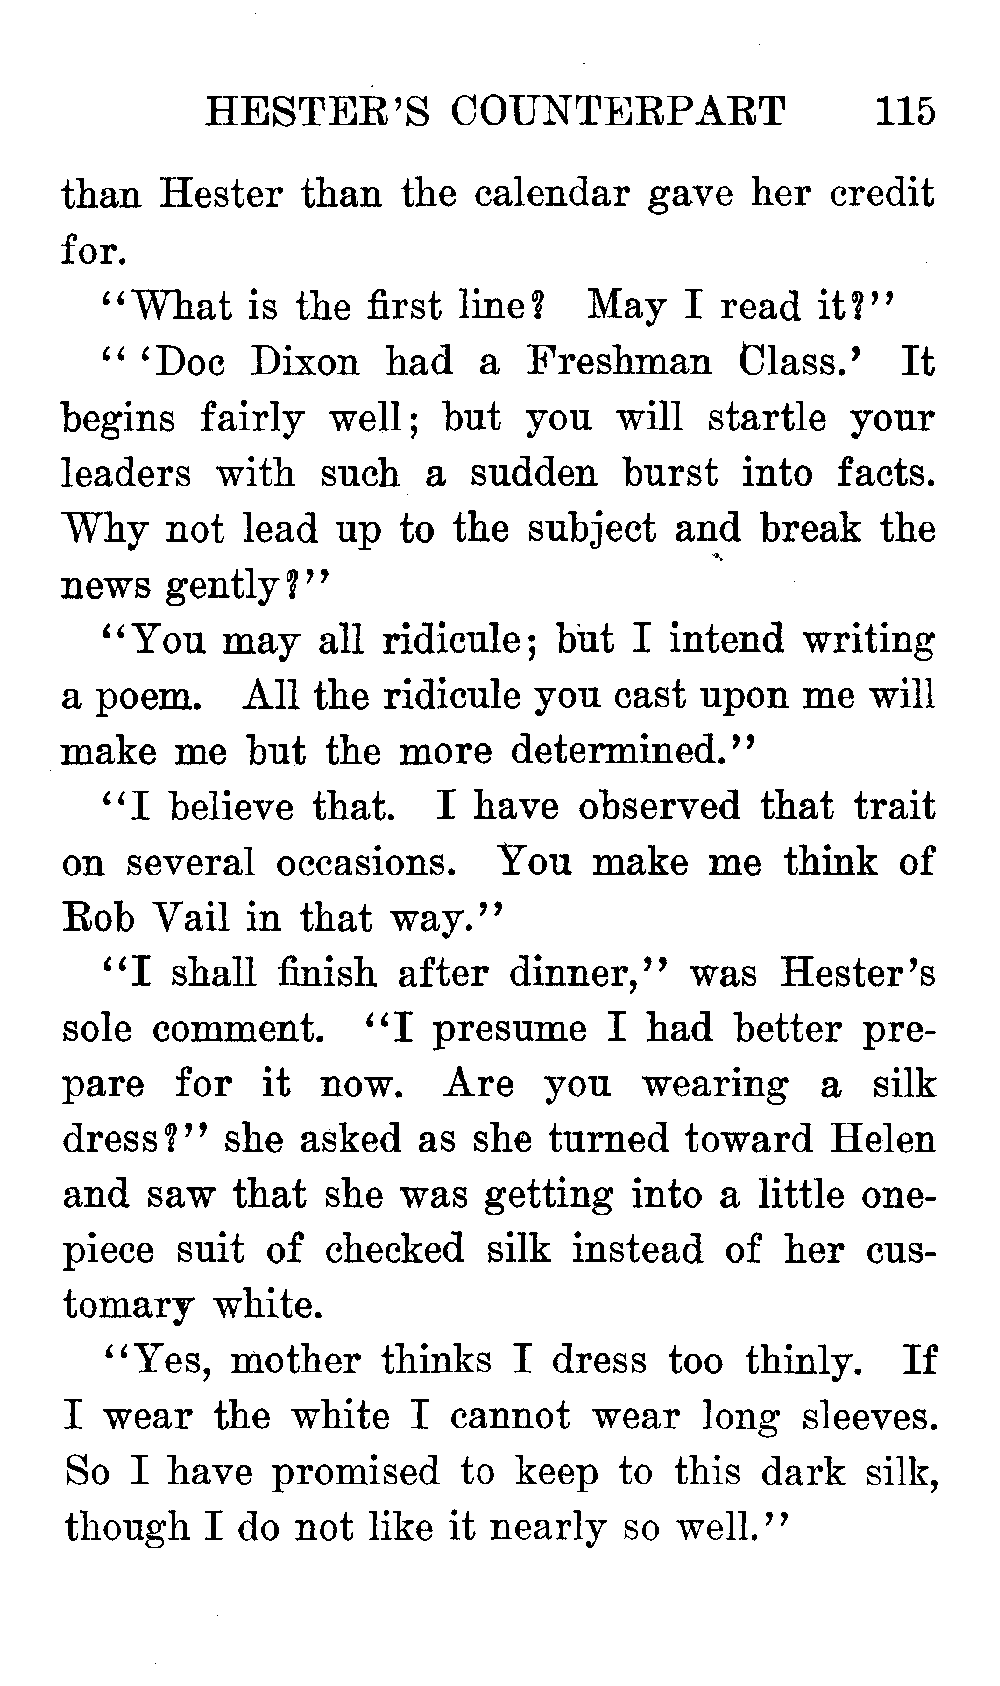 HESTER'S COUNTERPART 115
than Hester than the calendar gave her credit
for.
"What is the first line? May I read it?"
" 'Doc Dixon had a Freshman Class.' It
begins fairly well; but you will startle your
leaders with such a sudden burst into facts.
Why not lead up to the subject and break the
news gently?"
"You may all ridicule; but I intend writing
a poem. All the ridicule you cast upon me will
make me but the more determined."
"I believe that. I have observed that trait
on several occasions. You make me think of
Rob Vail in that way."
"I shall finish after dinner," was Hester's
sole comment. "I presume I had better pre-
pare for it now. Are you wearing a silk
dress?" she asked as she turned toward Helen
and saw that she was getting into a little one-
piece suit of checked silk instead of her cus-
tomary white.
"Yes, mother thinks I dress too thinly. If
I wear the white I cannot wear long sleeves.
So I have promised to keep to this dark silk,
though I do not like it nearly so well."